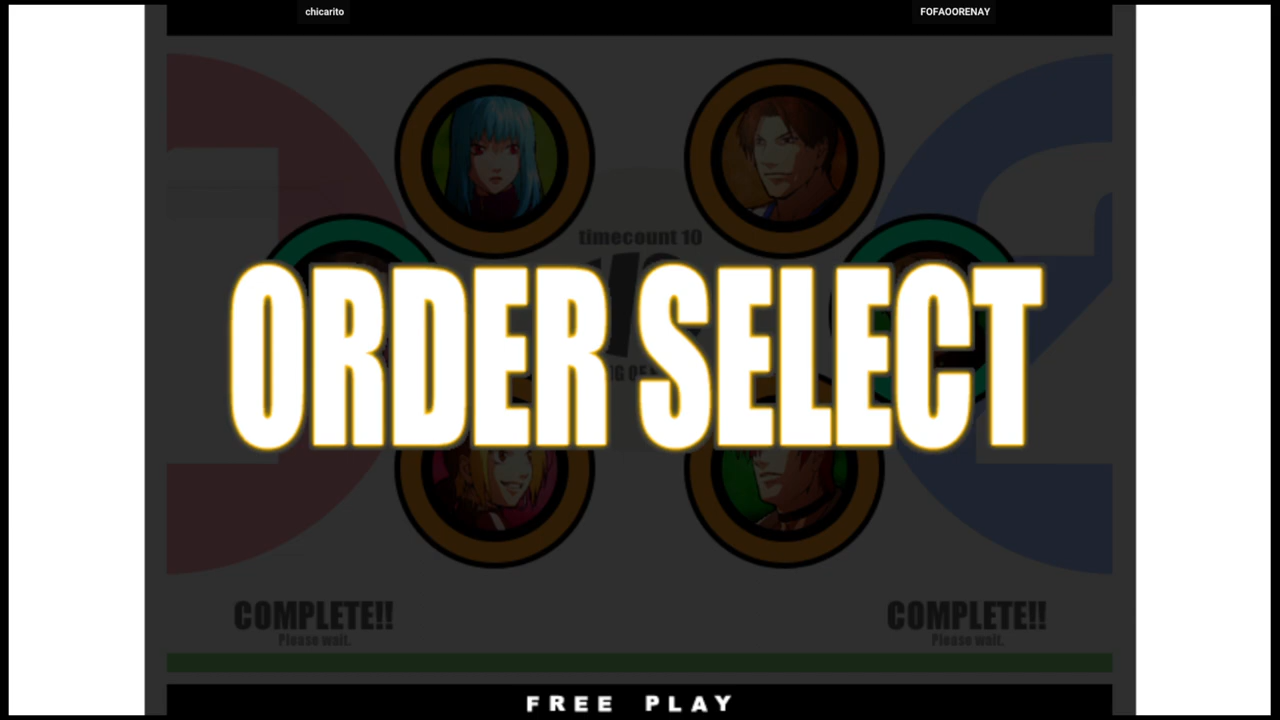 chicarito
FOFAOORENAY
timecount 10
ORDER SELECT
COMPLETE!!
Please wait.
COMPLETE!!
Please wait.
FREE PLAY